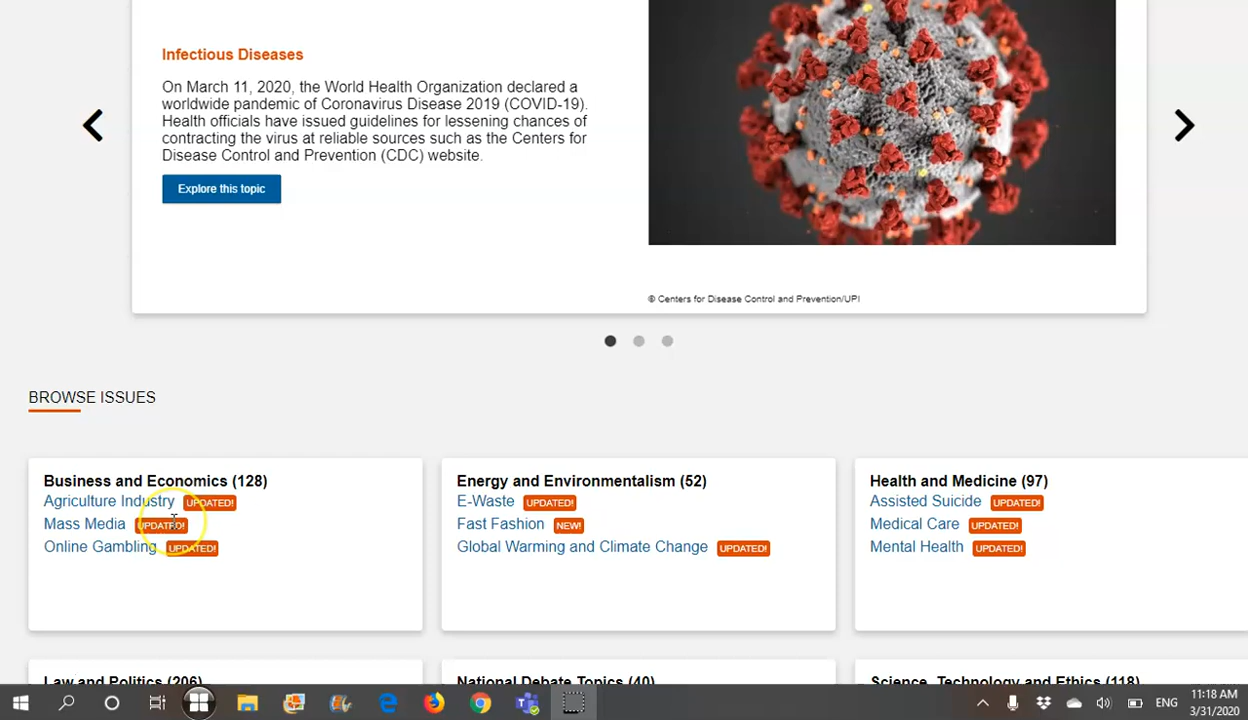 Infectious Diseases
On March 11, 2020, the World Health Organization declared a
worldwide pandemic of Coronavirus Disease 2019 (COVID-19).
Health officials have issued guidelines for lessening chances of
contracting the virus at reliable sources such as the Centers for
Disease Control and Prevention (CDC) website.
Explore this topic
© Centers for Disease Control and Prevention/UPI
BROWSE ISSUES
Business and Economics (128)
Agriculture Industry UPDATED!
Mass Media UPDATED!
Online Gambling UPDATED!
Energy and Environmentalism (52)
E-Waste UPDATED!
Fast Fashion NEW!
Global Warming and Climate Change UPDATED!
Health and Medicine (97)
Assisted Suicide UPDATED!
Medical Care UPDATED!
Mental Health UPDATED!
Law and Politics (206)
National Debate Topics (40)
Science, Technology and Ethics (118)
ENG
11:18 AM
3/31/2020